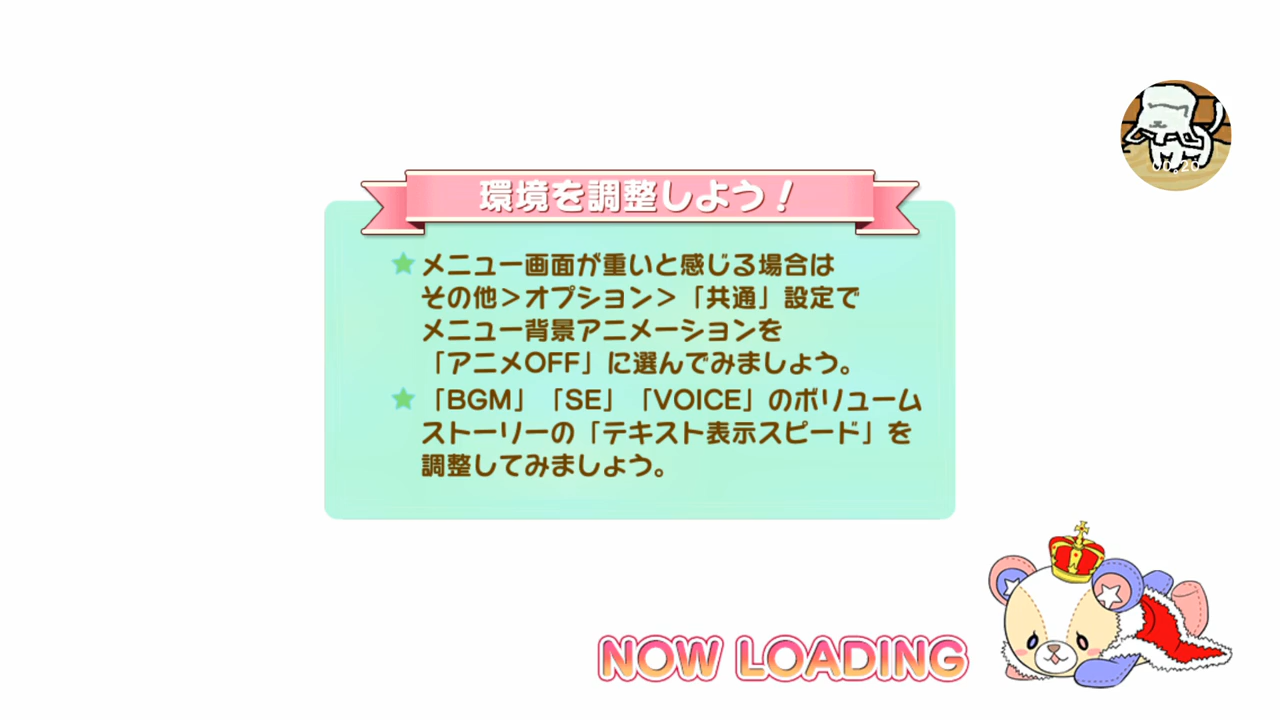 環境を調整しよう！
メニュー画面が重いと感じる場合は
その他＞オプション＞「共通」設定で
メニュー背景アニメーションを
「アニメOFF」に選んでみましょう。
「BGM」「SE」「VOICE」のボリューム
ストーリーの「テキスト表示スピード」を
調整してみましょう。
NOW LOADING